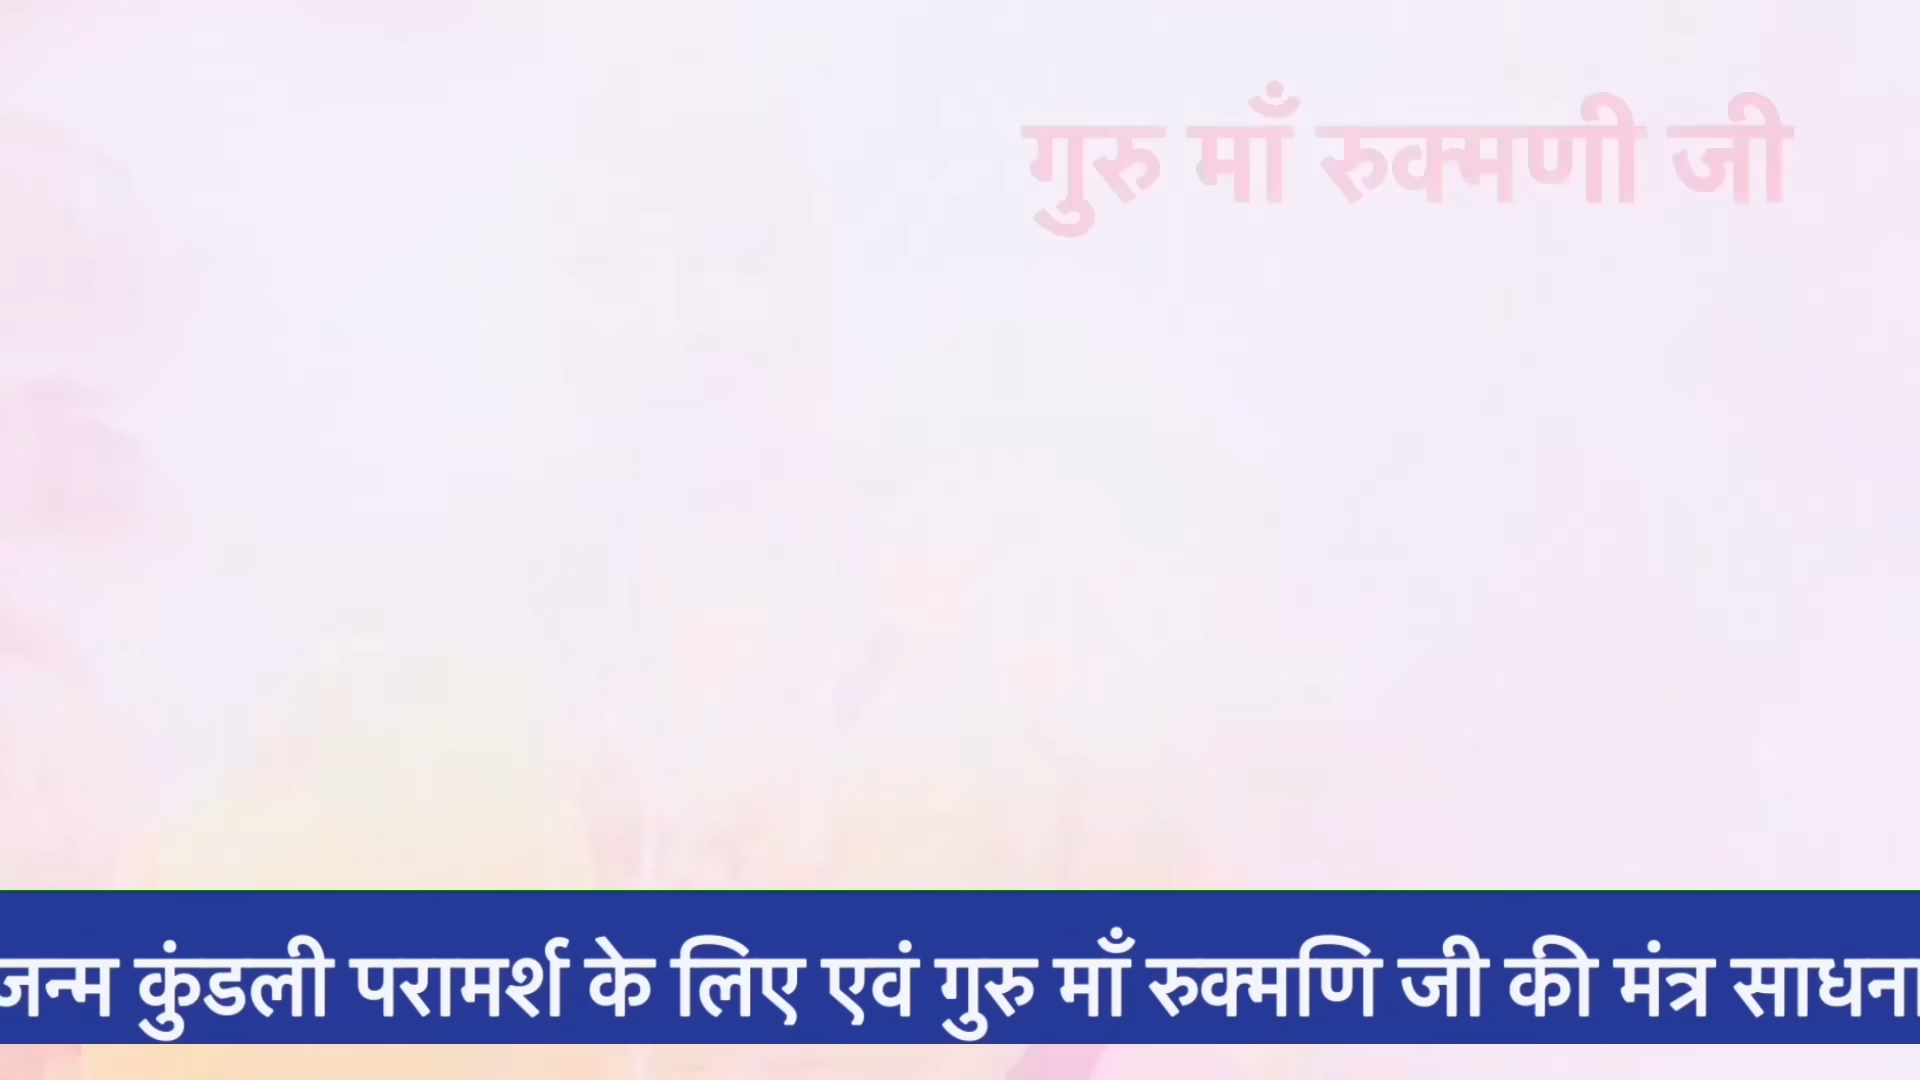 गुरु माँ रुक्मणी जी
जन्म कुंडली परामर्श के लिए एवं गुरु माँ रुक्मणि जी की मंत्र साधना